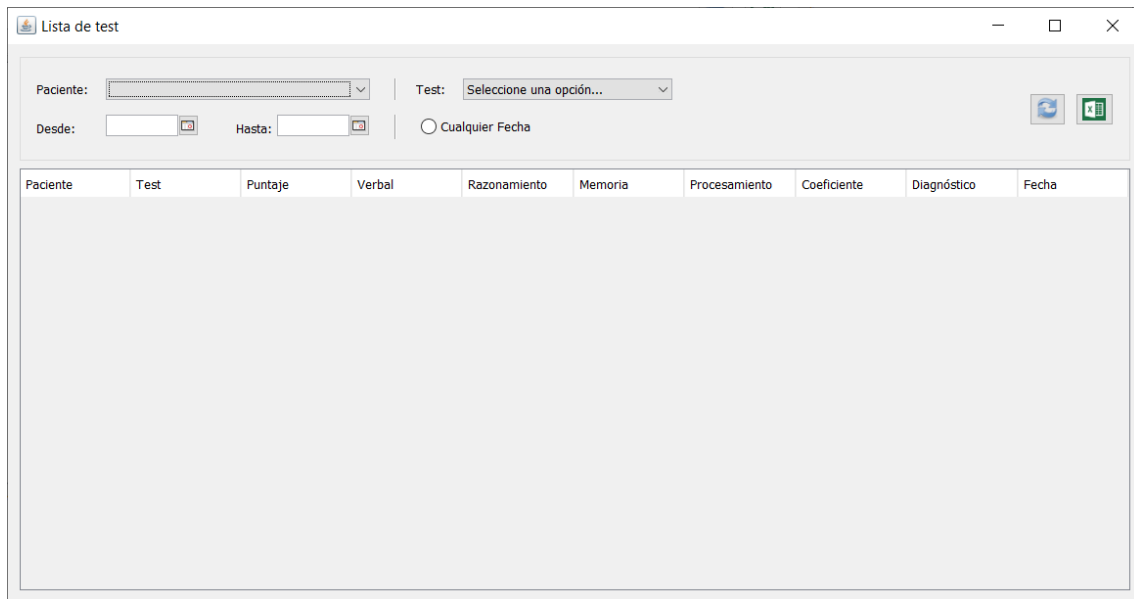 Lista de test
Paciente: Test: Seleccione una opción...
Desde: Hasta: Cualquier Fecha
Paciente Test Puntaje Verbal Razonamiento Memoria Procesamiento Coeficiente Diagnóstico Fecha